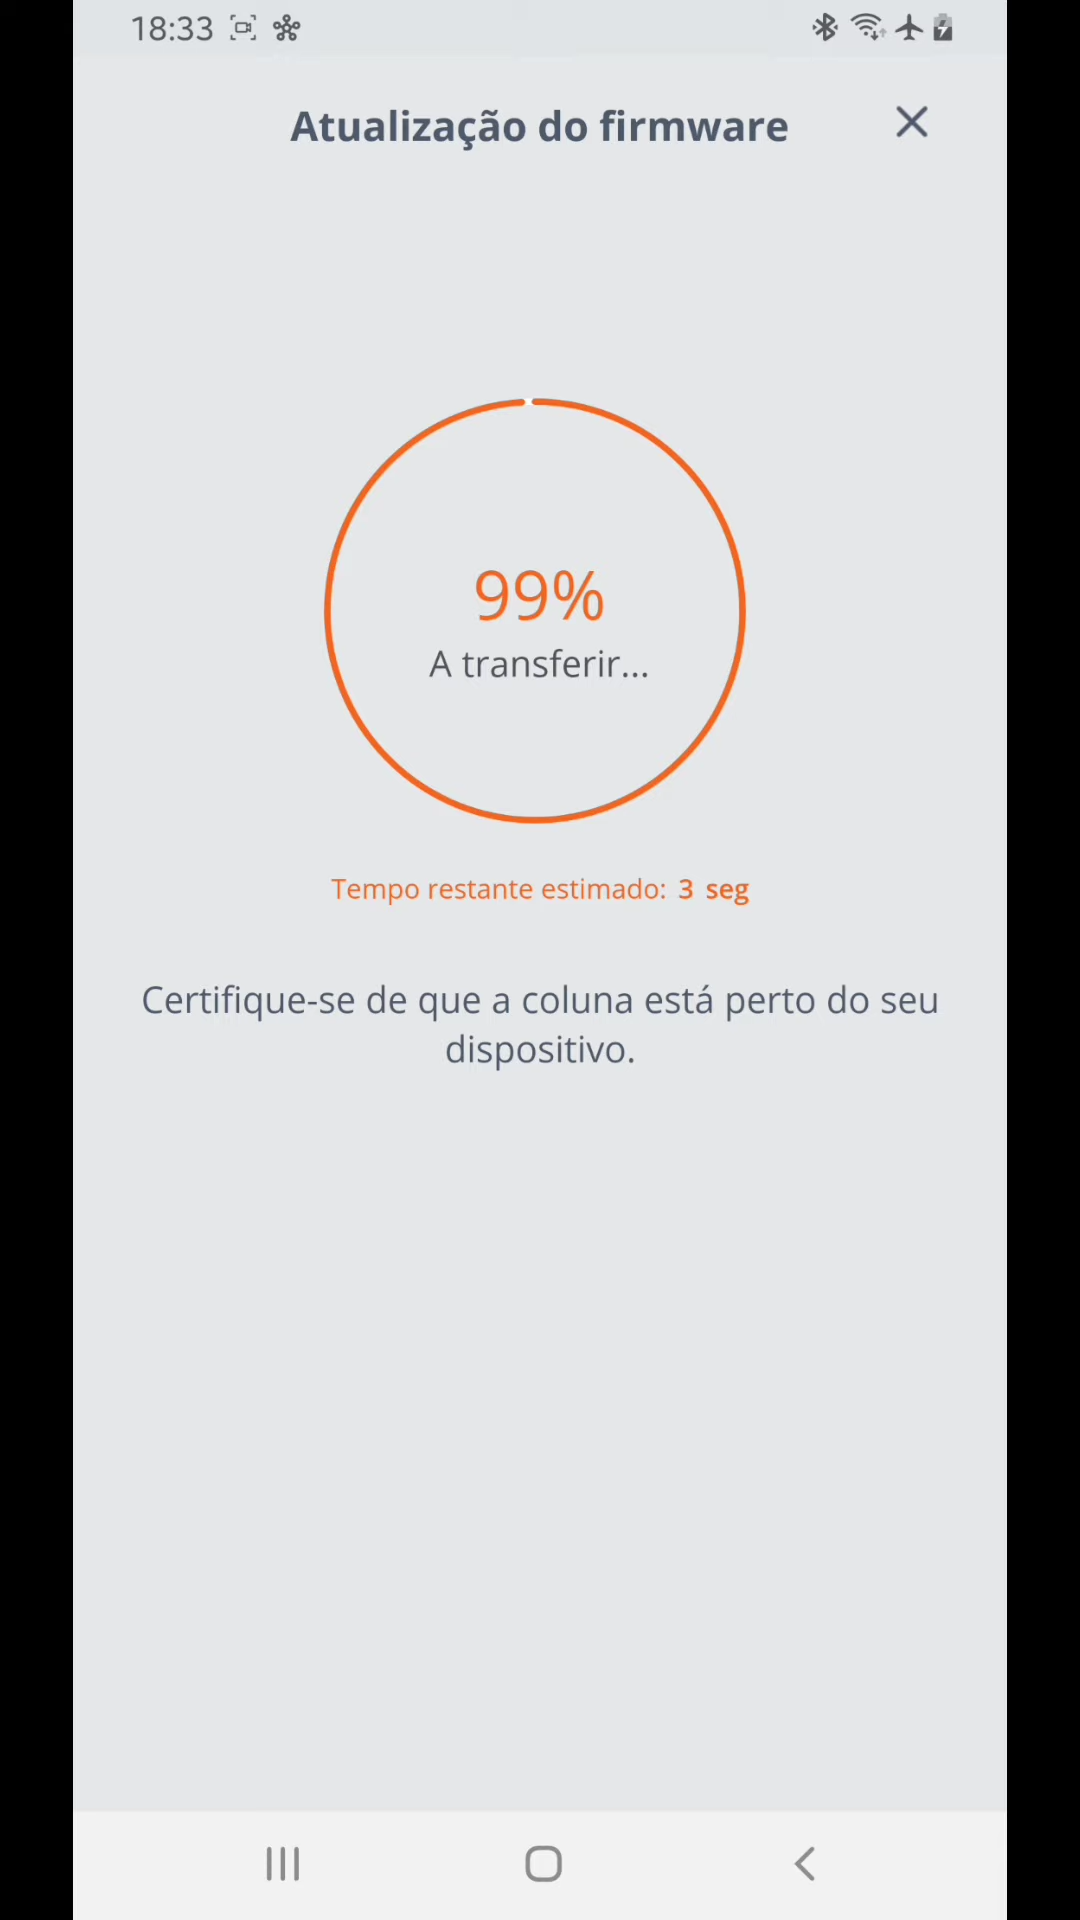 18:33
Atualização do firmware
99%
A transferir...
Tempo restante estimado: 3 seg
Certifique-se de que a coluna está perto do seu
dispositivo.